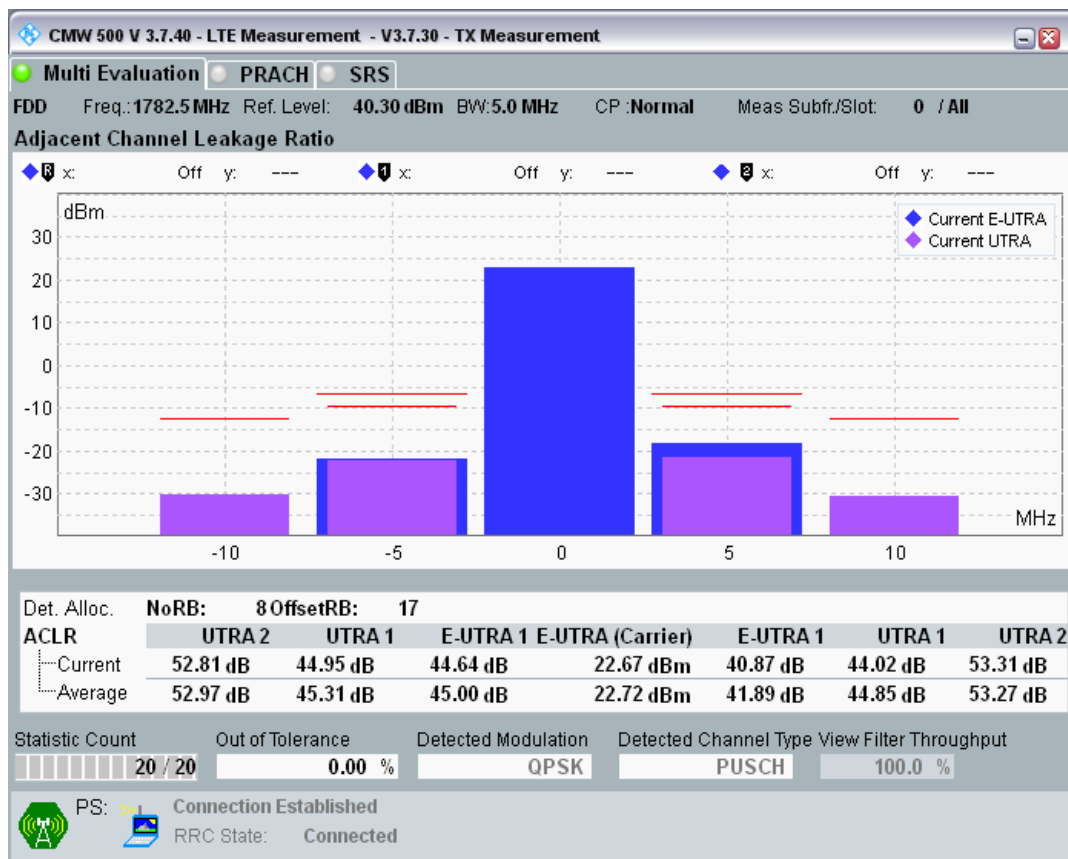 CMW 500 V 3.7.40 - LTE Measurement - V3.7.30 - TX Measurement
Multi Evaluation PRACH SRS
FDD Freq.:1782.5 MHz Ref. Level: 40.30 dBm BW:5.0 MHz CP :Normal Meas Subfr./Slot: 0 / All
Adjacent Channel Leakage Ratio
R x: Off y: --- 1 x: Off y: --- 2 x: Off y: ---
dBm
Current E-UTRA
Current UTRA
30
20
10
0
-10
-20
-30
MHz
-10 -5 0 5 10
Det. Alloc. NoRB: 8 OffsetRB: 17
ACLR UTRA 2 UTRA 1 E-UTRA 1 E-UTRA (Carrier) E-UTRA 1 UTRA 1 UTRA 2
Current 52.81 dB 44.95 dB 44.64 dB 22.67 dBm 40.87 dB 44.02 dB 53.31 dB
Average 52.97 dB 45.31 dB 45.00 dB 22.72 dBm 41.89 dB 44.85 dB 53.27 dB
Statistic Count Out of Tolerance Detected Modulation Detected Channel Type View Filter Throughput
20 / 20 0.00 % QPSK PUSCH 100.0 %
PS: Connection Established
RRC State: Connected